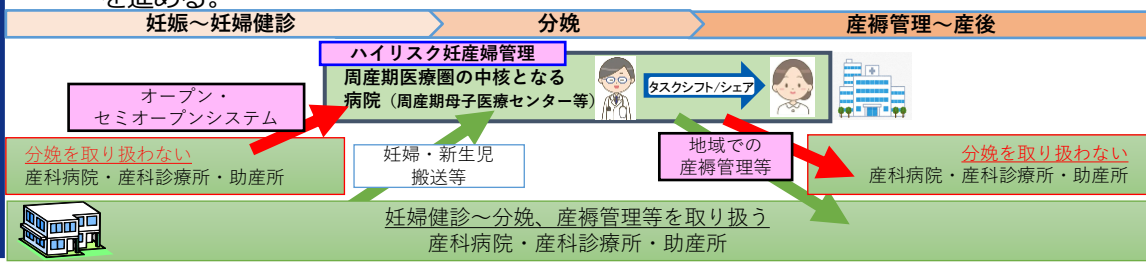 を進める。
妊娠～妊婦健診
分娩
産褥管理～産後
ハイリスク妊産婦管理
周産期医療圏の中核となる
病院（周産期母子医療センター等）
タスクシフト/シェア
オープン・
セミオープンシステム
分娩を取り扱わない
産科病院・産科診療所・助産所
妊婦・新生児
搬送等
地域での
産褥管理等
分娩を取り扱わない
産科病院・産科診療所・助産所
妊婦健診～分娩、産褥管理等を取り扱う
産科病院・産科診療所・助産所